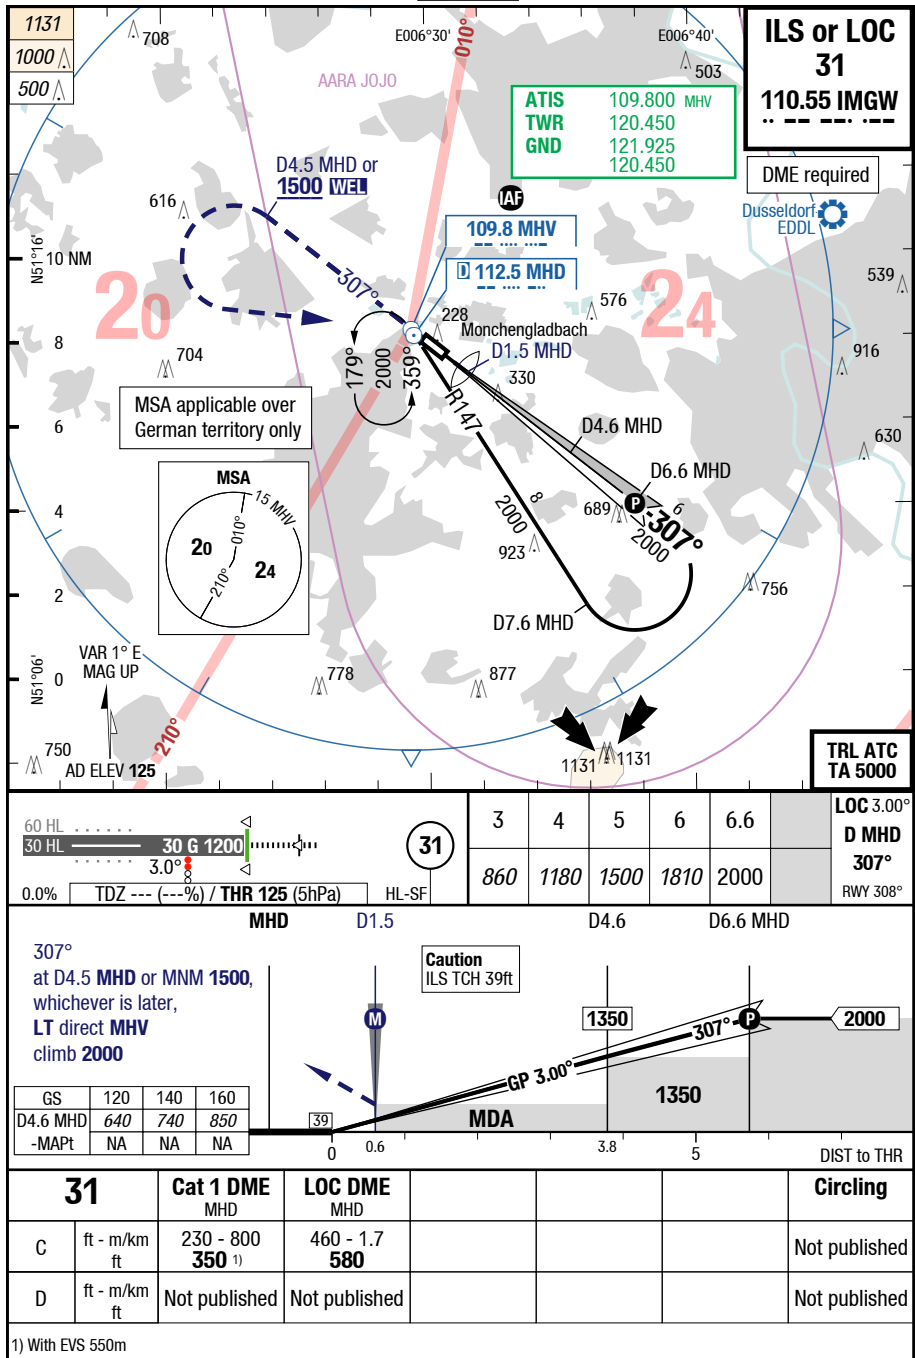 1131
1000
500
708
E006°30'
E006°40'
503
AARA JOJO
010°
ILS or LOC
31
110.55 IMGW
ATIS 109.800 MHV
TWR 120.450
GND 121.925
120.450
DME required
Dusseldorf
EDDL
D4.5 MHD or
1500 WEL
616
IAF
109.8 MHV
D 112.5 MHD
N51°16'
10 NM
307°
20
24
539
576
228
Monchengladbach
D1.5 MHD
8
704
179°
2000
359°
330
916
MSA applicable over
German territory only
R147
6
D4.6 MHD
630
D6.6 MHD
MSA
15 MHV
010°
20
24
210°
4
8
2000
689
P
6
307°
2000
923
2
756
D7.6 MHD
VAR 1° E
MAG UP
N51°06'
0
778
877
210°
750
AD ELEV 125
1131
1131
TRL ATC
TA 5000
60 HL
30 HL
30 G 1200
3.0°
0.0%
TDZ --- (---%) / THR 125 (5hPa)
HL-SF
31
3 4 5 6 6.6
860 1180 1500 1810 2000
LOC 3.00°
D MHD
307°
RWY 308°
MHD D1.5 D4.6 D6.6 MHD
307°
at D4.5 MHD or MNM 1500,
whichever is later,
LT direct MHV
climb 2000
Caution
ILS TCH 39ft
M
1350
307°
P
2000
GP 3.00°
1350
MDA
39
GS 120 140 160
D4.6 MHD 640 740 850
-MAPt NA NA NA
0 0.6 3.8 5 DIST to THR
31 Cat 1 DME LOC DME Circling
MHD MHD
C ft - m/km 230 - 800 460 - 1.7 Not published
ft 350 1) 580
D ft - m/km Not published Not published Not published
ft
1) With EVS 550m